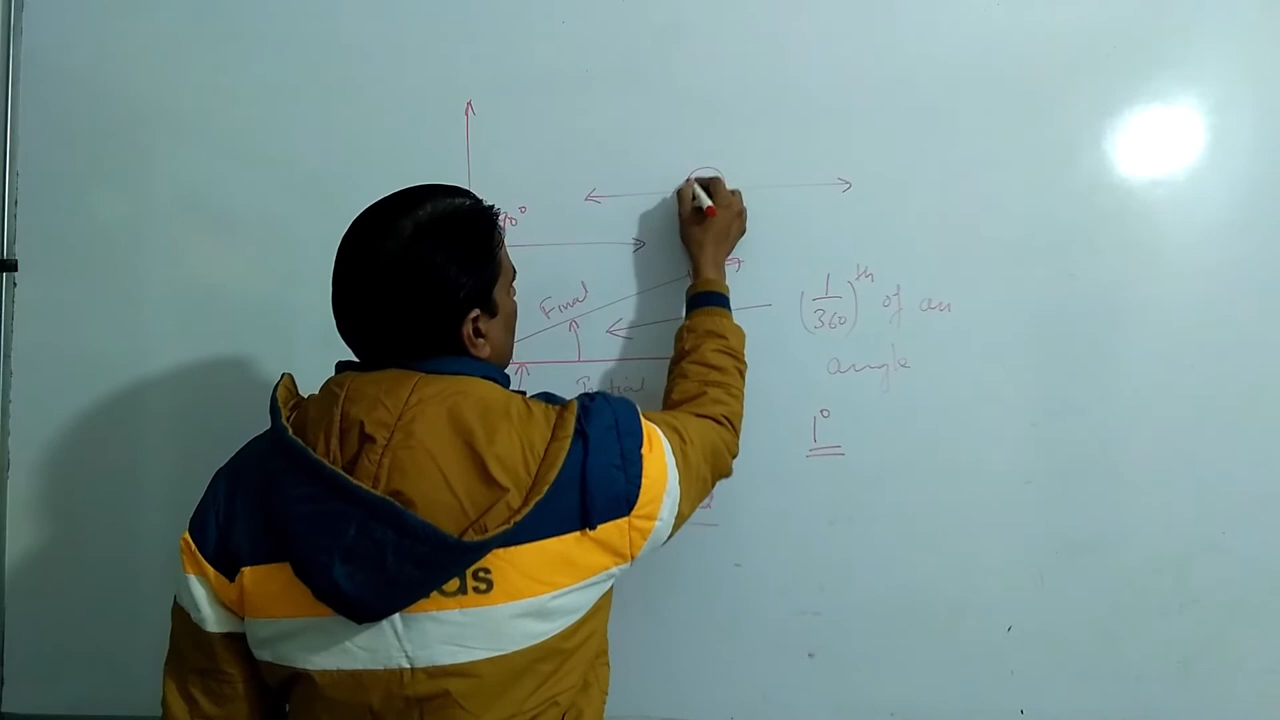 90°
Final
(1/360)th of an
angle
Initial
1°
das